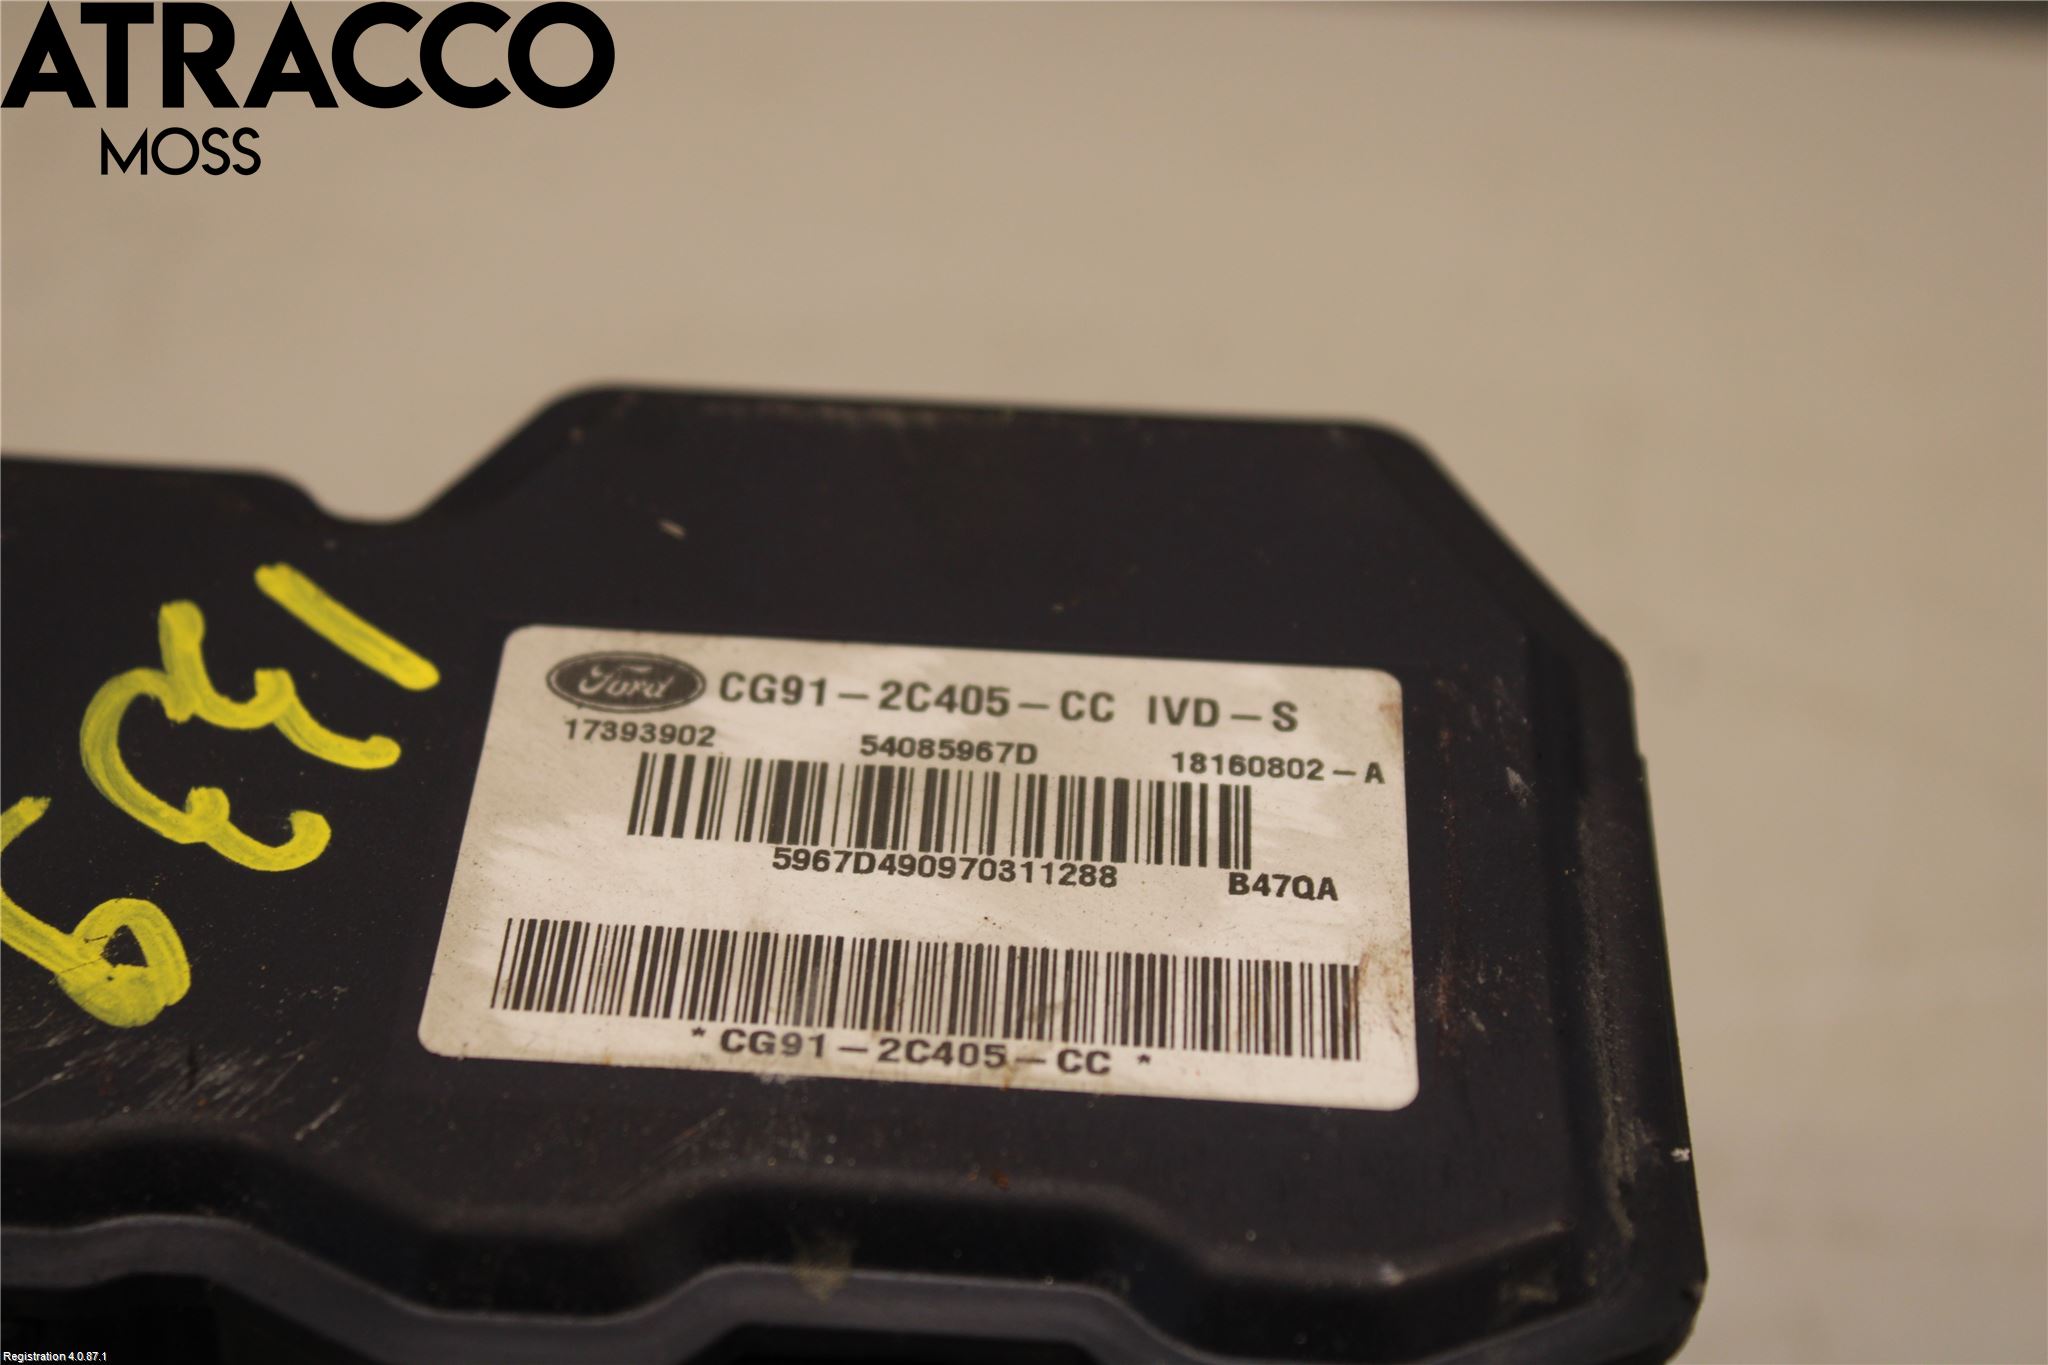 ATRACCO
MOSS
Ford CG91-2C405-CC IVD-S
17393902 54085967D 18160802-A
5967D490970311288 B47QA
* CG91-2C405-CC *
Registration 4.0.87.1